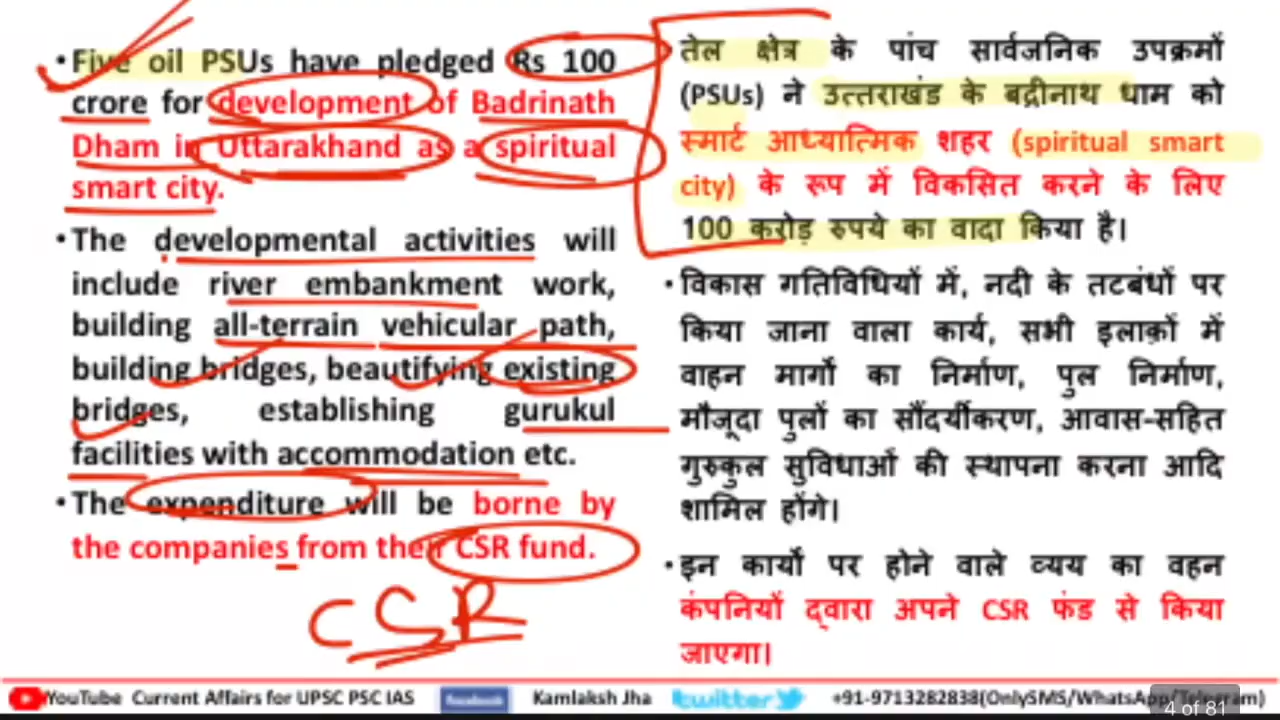 •Five oil PSUs have pledged Rs 100
crore for development of Badrinath
Dham in Uttarakhand as a spiritual
smart city.
•The developmental activities will
include river embankment work,
building all-terrain vehicular path,
building bridges, beautifying existing
bridges, establishing gurukul
facilities with accommodation etc.
•The expenditure will be borne by
the companies from their CSR fund.
CSR
तेल क्षेत्र के पांच सार्वजनिक उपक्रमों
(PSUs) ने उत्तराखंड के बद्रीनाथ धाम को
स्मार्ट आध्यात्मिक शहर (spiritual smart
city) के रूप में विकसित करने के लिए
100 करोड़ रुपये का वादा किया है।
•विकास गतिविधियों में, नदी के तटबंधों पर
किया जाना वाला कार्य, सभी इलाक़ों में
वाहन मार्गो का निर्माण, पुल निर्माण,
मौजूदा पुलों का सौंदर्यीकरण, आवास-सहित
गुरुकुल सुविधाओं की स्थापना करना आदि
शामिल होंगे।
•इन कार्यो पर होने वाले व्यय का वहन
कंपनियों द्वारा अपने CSR फंड से किया
जाएगा।
YouTube Current Affairs for UPSC PSC IAS facebook Kamlaksh Jha twitter +91-9713282838(OnlySMS/WhatsApp/Telegram)
4 of 81